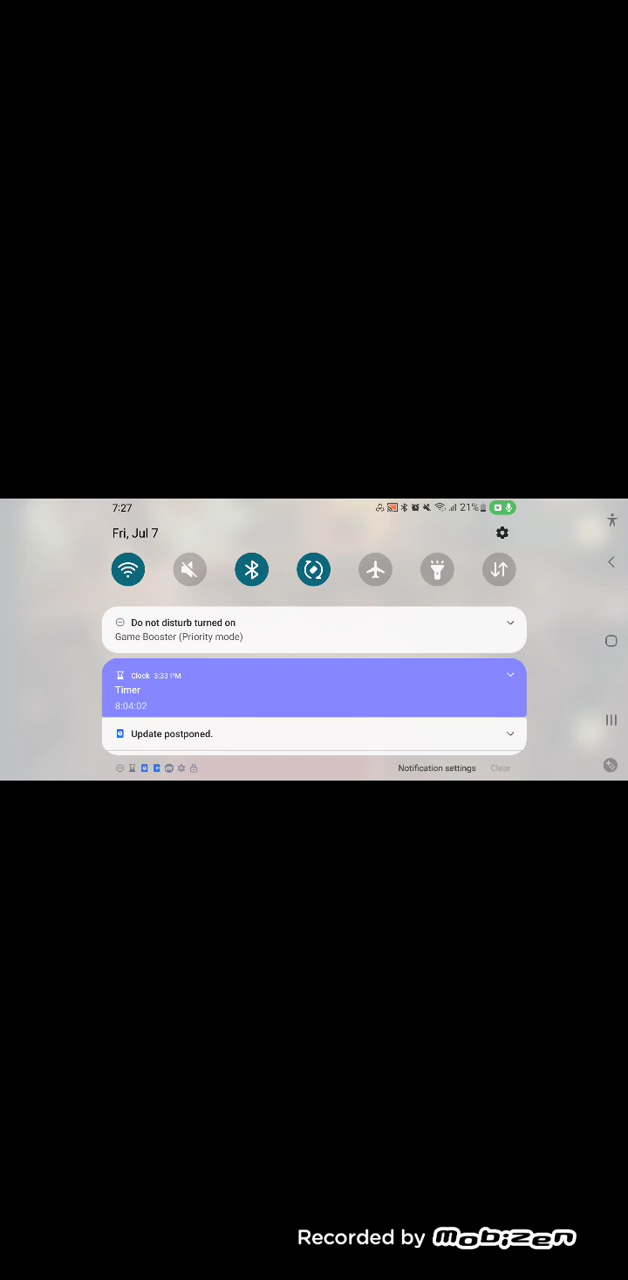 7:27
21%
Fri, Jul 7
Do not disturb turned on
Game Booster (Priority mode)
Clock 3:33 PM
Timer
8:04:02
Update postponed.
Notification settings Clear
Recorded by Mobizen